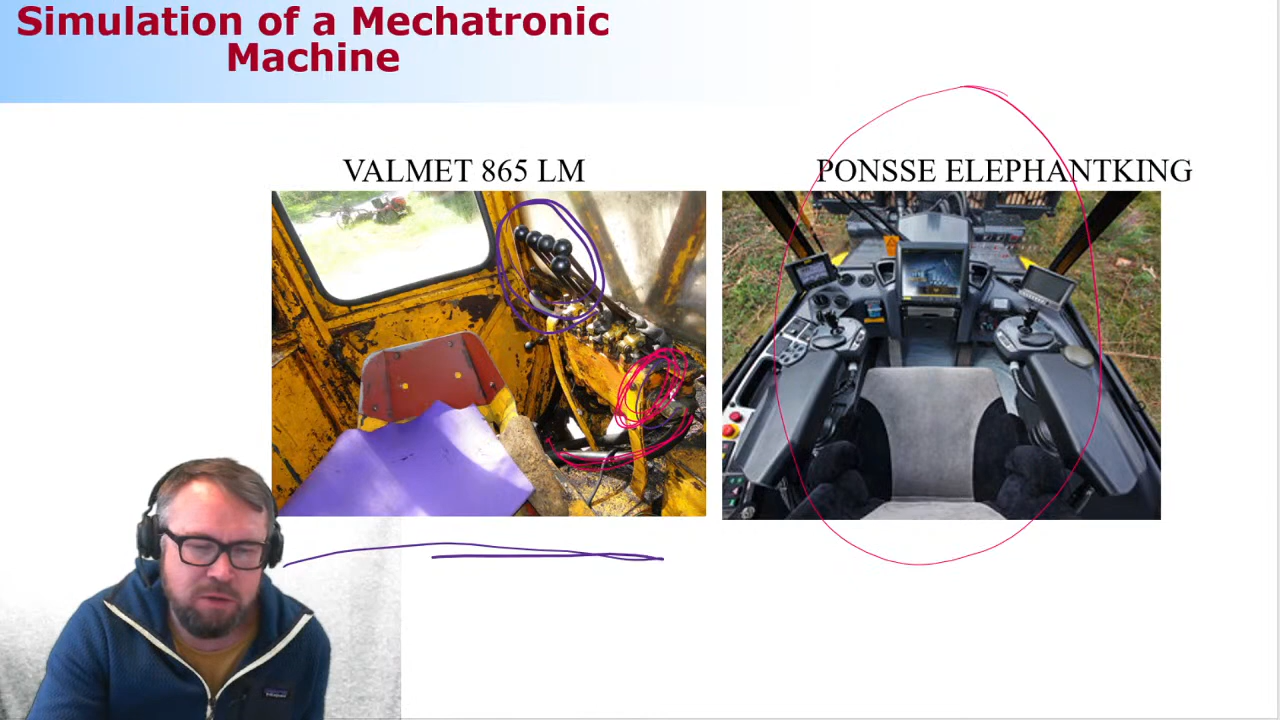 Simulation of a Mechatronic
Machine
VALMET 865 LM
PONSSE ELEPHANTKING